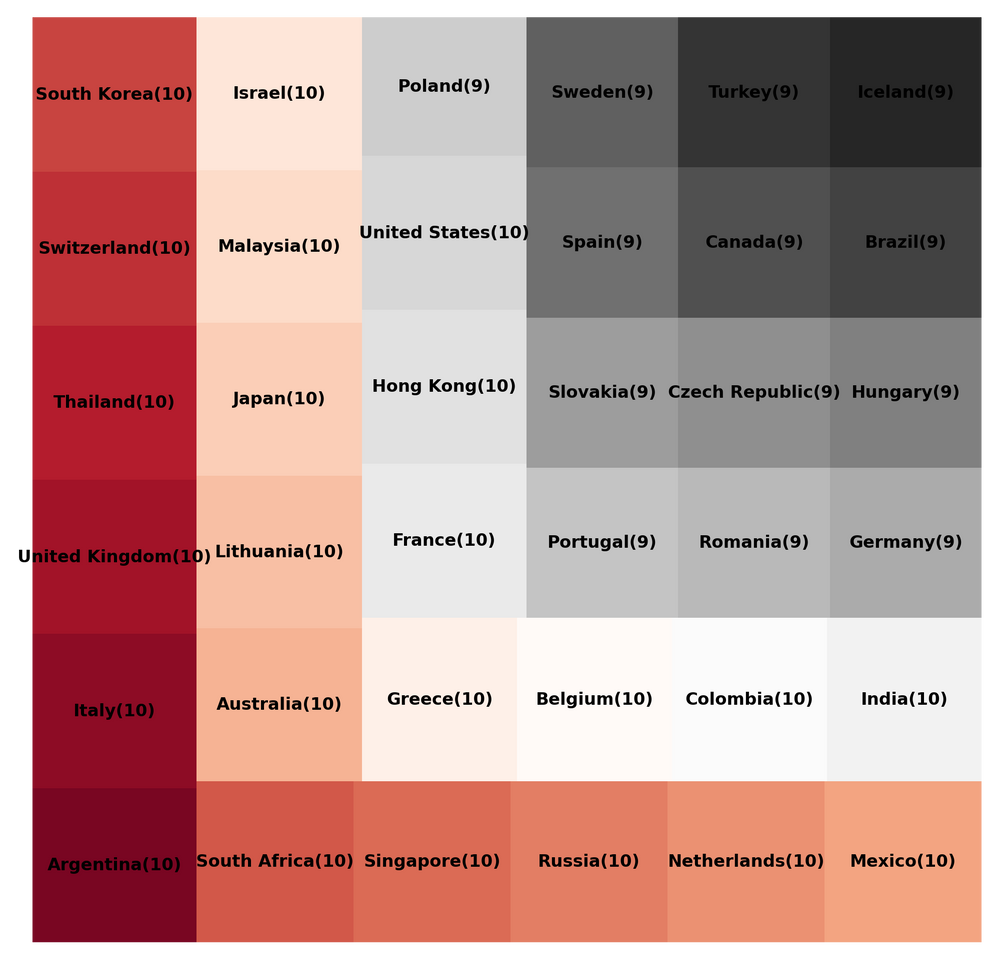 South Korea(10)
Israel(10)
Poland(9)
Sweden(9)
Turkey(9)
Iceland(9)
Switzerland(10)
Malaysia(10)
United States(10)
Spain(9)
Canada(9)
Brazil(9)
Thailand(10)
Japan(10)
Hong Kong(10)
Slovakia(9)
Czech Republic(9)
Hungary(9)
United Kingdom(10)
Lithuania(10)
France(10)
Portugal(9)
Romania(9)
Germany(9)
Italy(10)
Australia(10)
Greece(10)
Belgium(10)
Colombia(10)
India(10)
Argentina(10)
South Africa(10)
Singapore(10)
Russia(10)
Netherlands(10)
Mexico(10)